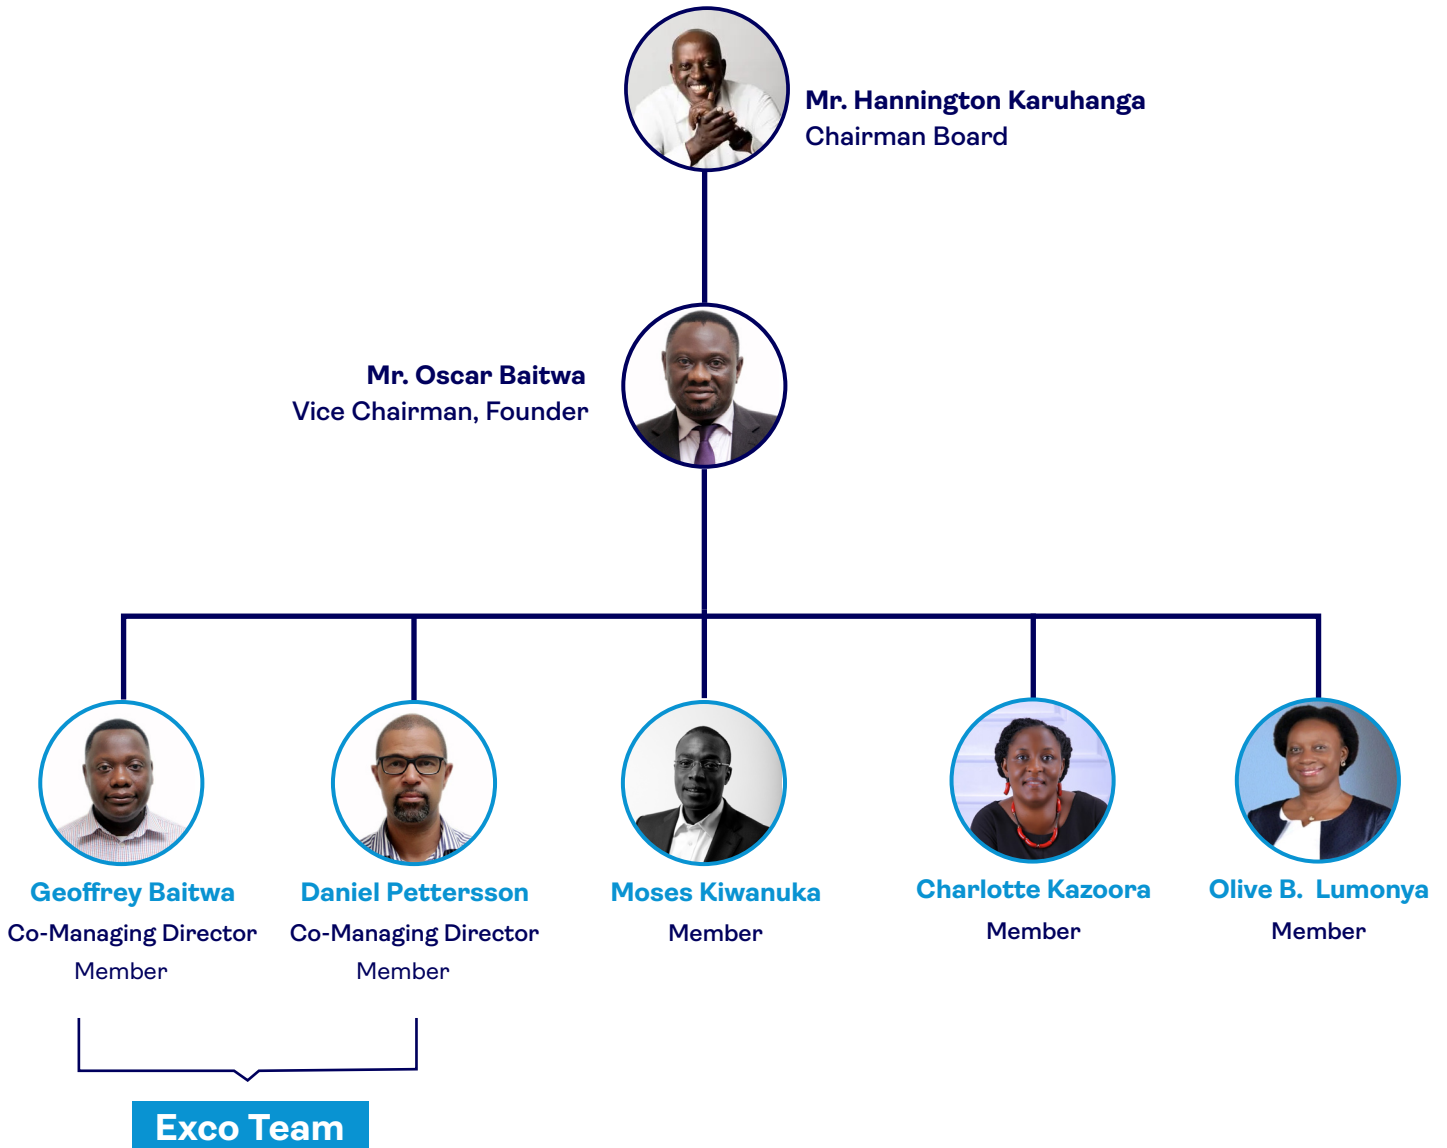 Mr. Hannington Karuhanga
Chairman Board
Mr. Oscar Baitwa
Vice Chairman, Founder
Geoffrey Baitwa
Co-Managing Director
Member
Daniel Pettersson
Co-Managing Director
Member
Moses Kiwanuka
Member
Charlotte Kazoora
Member
Olive B. Lumonya
Member
Exco Team